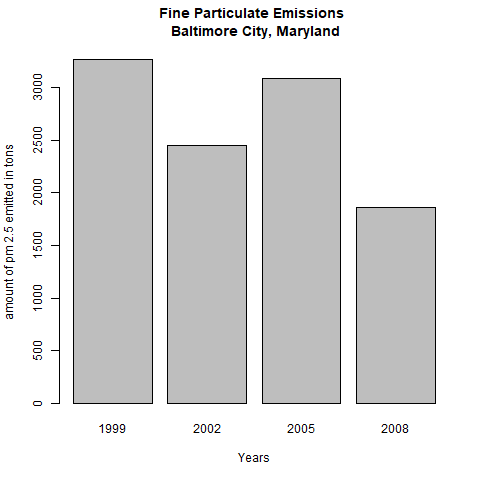 Fine Particulate Emissions
Baltimore City, Maryland
amount of pm 2.5 emitted in tons
3000
2500
2000
1500
1000
500
0
1999 2002 2005 2008
Years